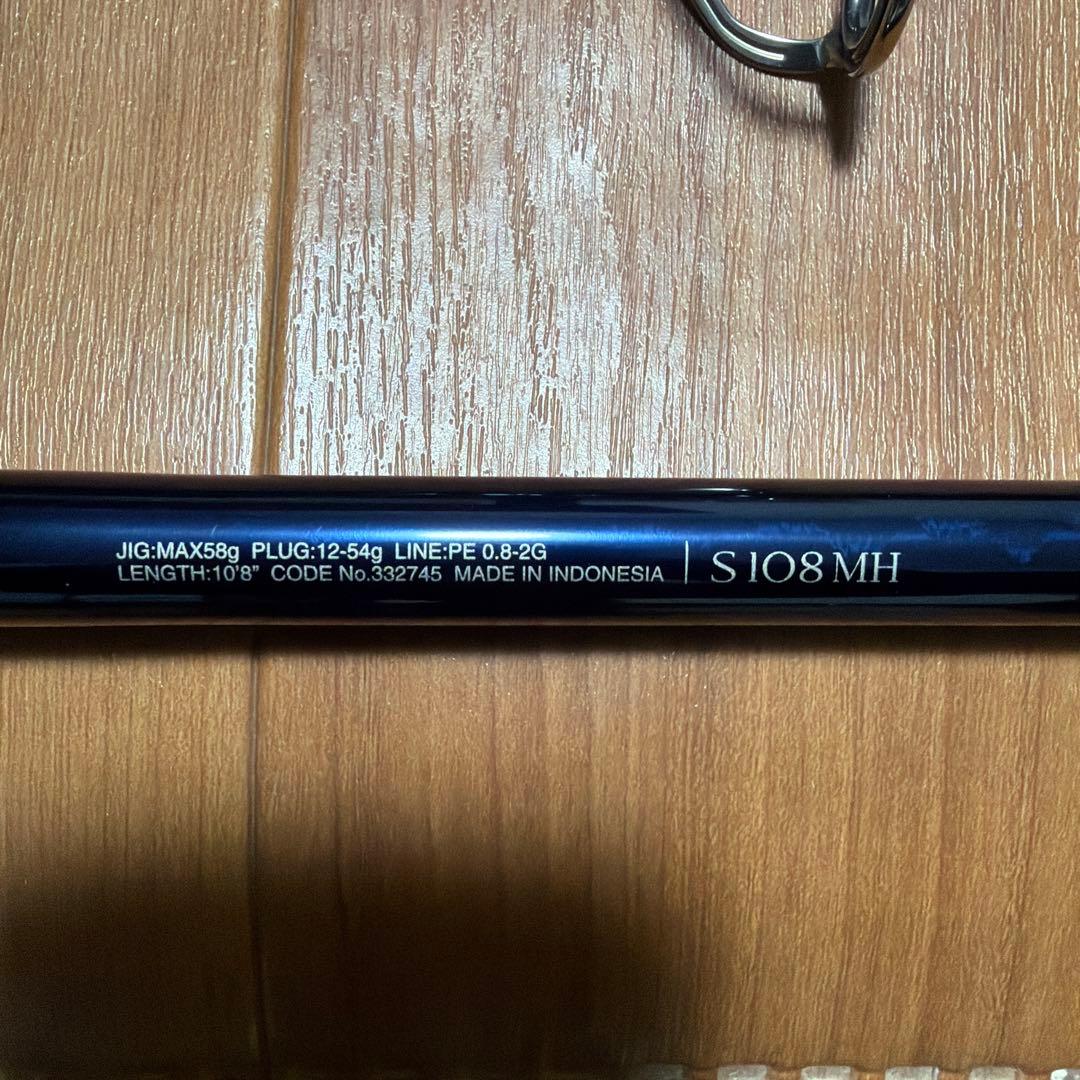 JIG:MAX58g PLUG:12-54g LINE:PE 0.8-2G
LENGTH:10'8" CODE No.332745 MADE IN INDONESIA | S108MH